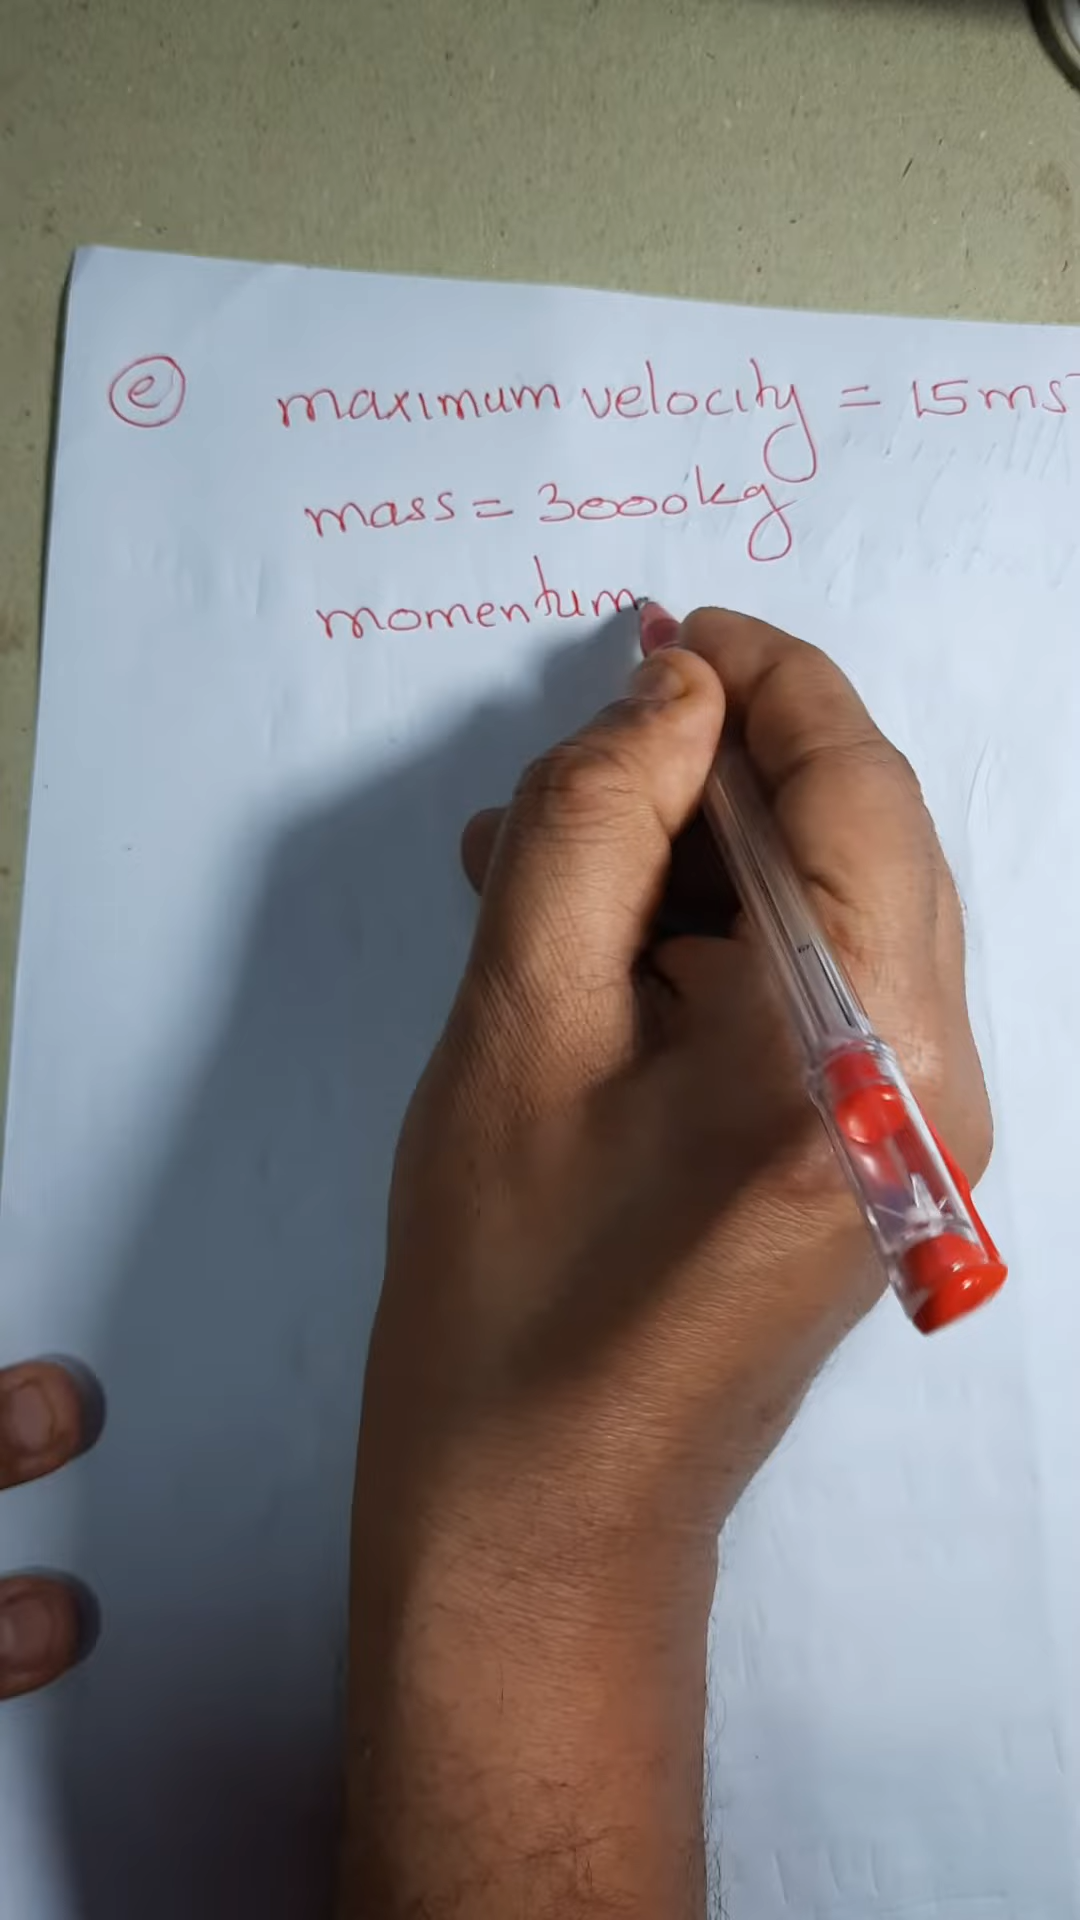 e maximum velocity = 15ms⁻
mass = 3000kg
momentum